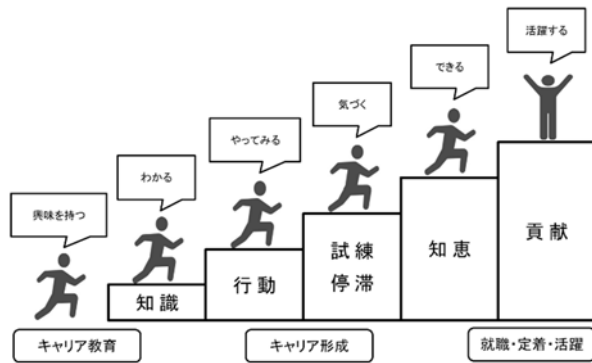 活躍する
できる
気づく
やってみる
わかる
興味を持つ
知識
行動
試練
停滞
知恵
貢献
キャリア教育
キャリア形成
就職・定着・活躍